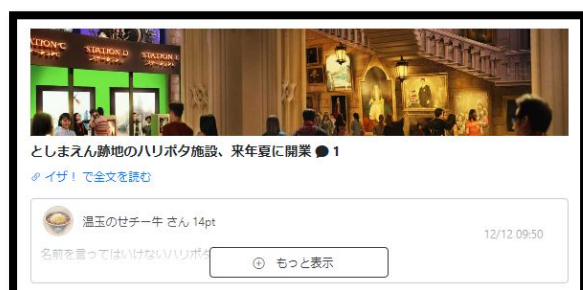 STATION C
STATION D
STATION E
としまえん跡地のハリポタ施設、来年夏に開業 1
イザ！ で全文を読む
温玉のせチー牛 さん 14pt
12/12 09:50
名前を言ってはいけないハリポタ
もっと表示